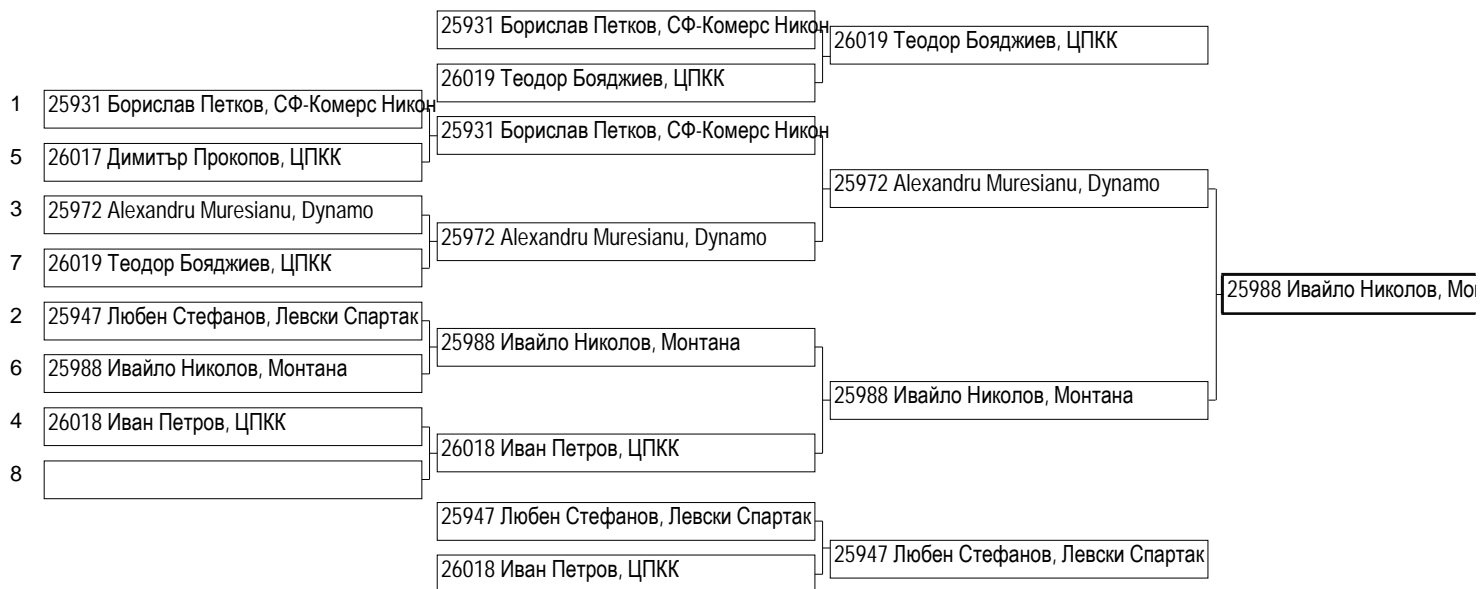 25931 Борислав Петков, СФ-Комерс Никон
26019 Теодор Бояджиев, ЦПКК
26019 Теодор Бояджиев, ЦПКК
1 25931 Борислав Петков, СФ-Комерс Никон
25931 Борислав Петков, СФ-Комерс Никон
5 26017 Димитър Прокопов, ЦПКК
25972 Alexandru Muresianu, Dynamo
3 25972 Alexandru Muresianu, Dynamo
25972 Alexandru Muresianu, Dynamo
7 26019 Теодор Бояджиев, ЦПКК
25988 Ивайло Николов,
2 25947 Любен Стефанов, Левски Спартак
25988 Ивайло Николов, Монтана
6 25988 Ивайло Николов, Монтана
25988 Ивайло Николов, Монтана
4 26018 Иван Петров, ЦПКК
26018 Иван Петров, ЦПКК
8
25947 Любен Стефанов, Левски Спартак
25947 Любен Стефанов, Левски Спартак
26018 Иван Петров, ЦПКК